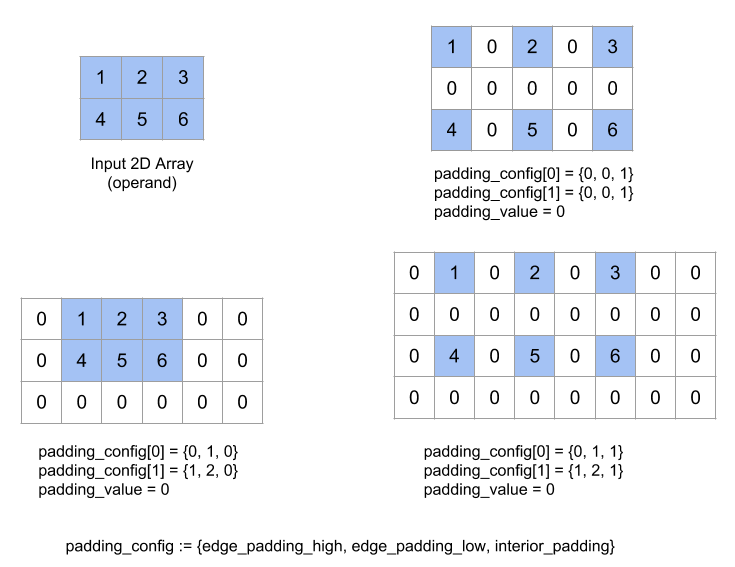 1 2 3
4 5 6
Input 2D Array
(operand)
1 0 2 0 3
0 0 0 0 0
4 0 5 0 6
padding_config[0] = {0, 0, 1}
padding_config[1] = {0, 0, 1}
padding_value = 0
0 1 2 3 0 0
0 4 5 6 0 0
0 0 0 0 0 0
padding_config[0] = {0, 1, 0}
padding_config[1] = {1, 2, 0}
padding_value = 0
0 1 0 2 0 3 0 0
0 0 0 0 0 0 0 0
0 4 0 5 0 6 0 0
0 0 0 0 0 0 0 0
padding_config[0] = {0, 1, 1}
padding_config[1] = {1, 2, 1}
padding_value = 0
padding_config := {edge_padding_high, edge_padding_low, interior_padding}